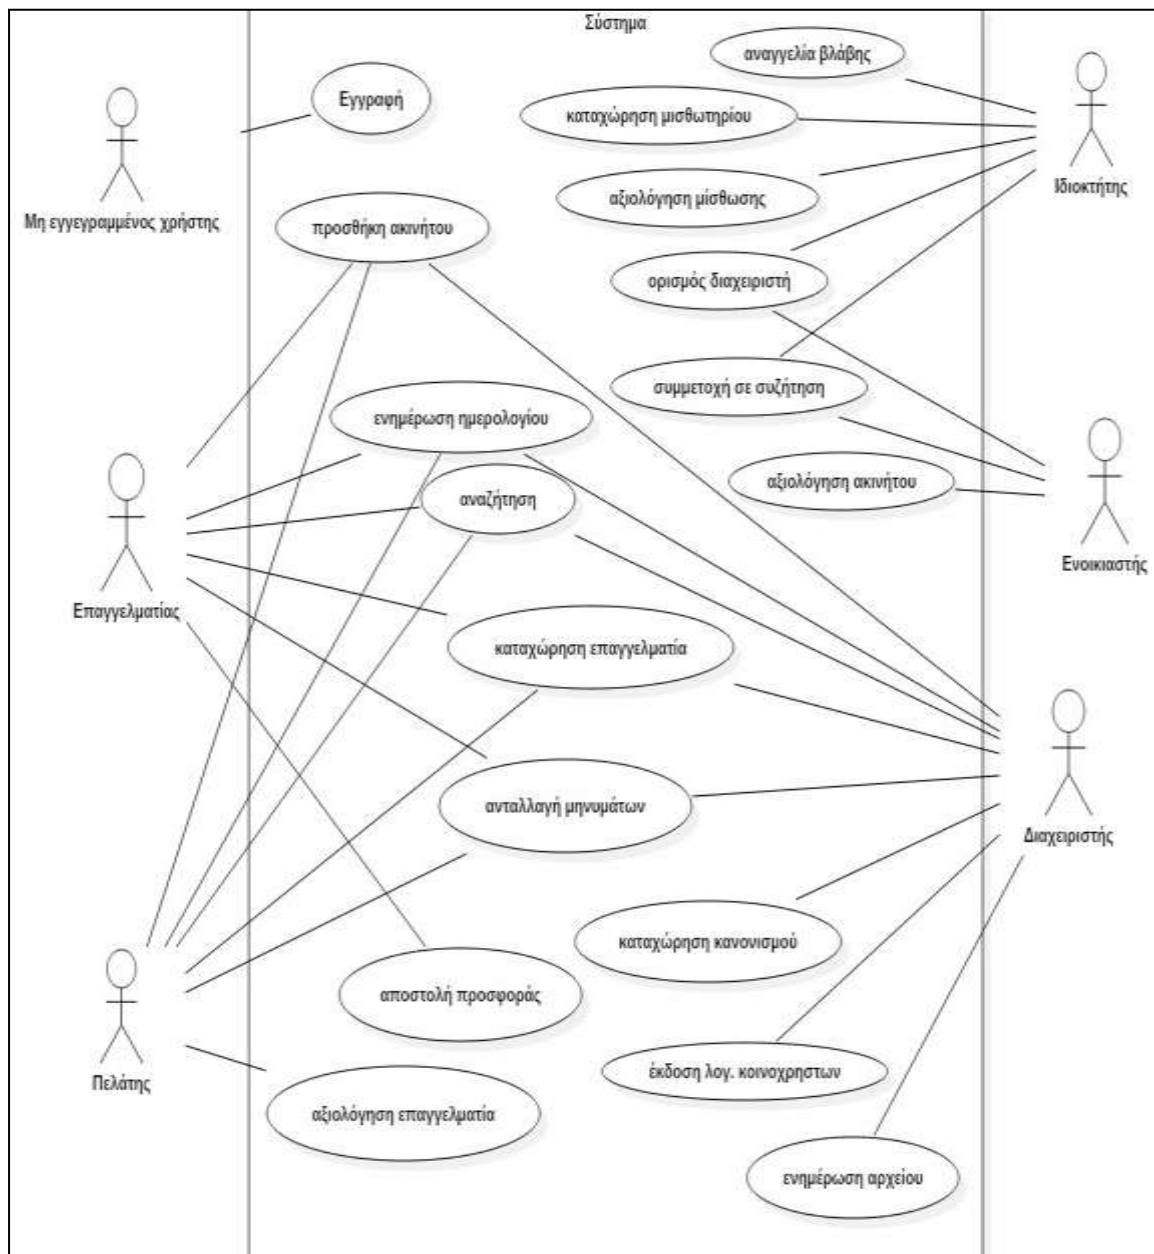 Σύστημα
αναγγελία βλάβης
Εγγραφή
καταχώρηση μισθωτηρίου
Ιδιοκτήτης
αξιολόγηση μίσθωσης
Μη εγγεγραμμένος χρήστης
προσθήκη ακινήτου
ορισμός διαχειριστή
συμμετοχή σε συζήτηση
ενημέρωση ημερολογίου
αξιολόγηση ακινήτου
αναζήτηση
Ενοικιαστής
Επαγγελματίας
καταχώρηση επαγγελματία
ανταλλαγή μηνυμάτων
Διαχειριστής
καταχώρηση κανονισμού
αποστολή προσφοράς
έκδοση λογ. κοινοχρηστων
Πελάτης
αξιολόγηση επαγγελματία
ενημέρωση αρχείου